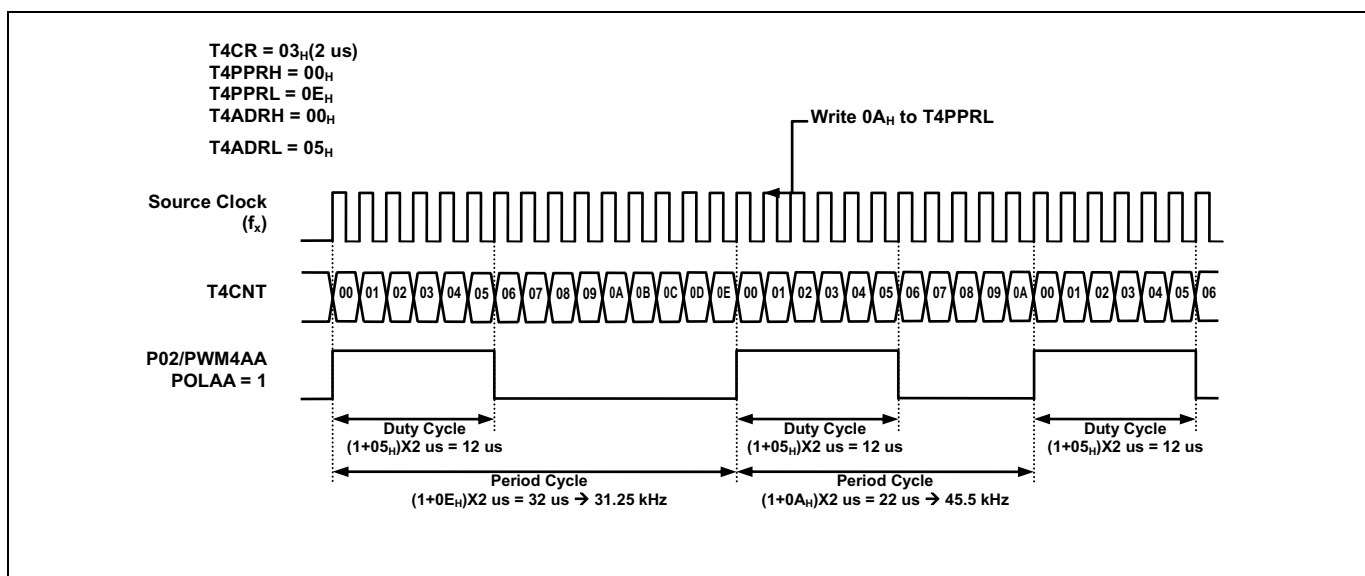 T4CR = 03H(2 us)
T4PPRH = 00H
T4PPRL = 0EH
T4ADRH = 00H
T4ADRL = 05H
Write 0AH to T4PPRL
Source Clock
(fx)
T4CNT
00 01 02 03 04 05 06 07 08 09 0A 0B 0C 0D 0E 00 01 02 03 04 05 06 07 08 09 0A 00 01 02 03 04 05 06
P02/PWM4AA
POLAA = 1
Duty Cycle
(1+05H)X2 us = 12 us
Duty Cycle
(1+05H)X2 us = 12 us
Duty Cycle
(1+05H)X2 us = 12 us
Period Cycle
(1+0EH)X2 us = 32 us → 31.25 kHz
Period Cycle
(1+0AH)X2 us = 22 us → 45.5 kHz